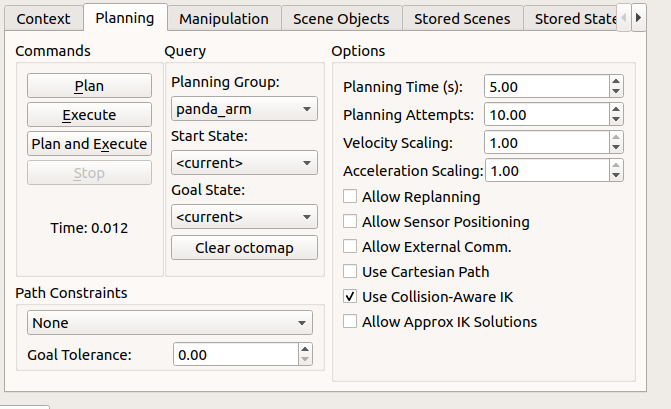 Context
Planning
Manipulation
Scene Objects
Stored Scenes
Stored State
Commands
Plan
Execute
Plan and Execute
Stop
Time: 0.012
Query
Planning Group:
panda_arm
Start State:
<current>
Goal State:
<current>
Clear octomap
Options
Planning Time (s): 5.00
Planning Attempts: 10.00
Velocity Scaling: 1.00
Acceleration Scaling: 1.00
Allow Replanning
Allow Sensor Positioning
Allow External Comm.
Use Cartesian Path
Use Collision-Aware IK
Allow Approx IK Solutions
Path Constraints
None
Goal Tolerance: 0.00